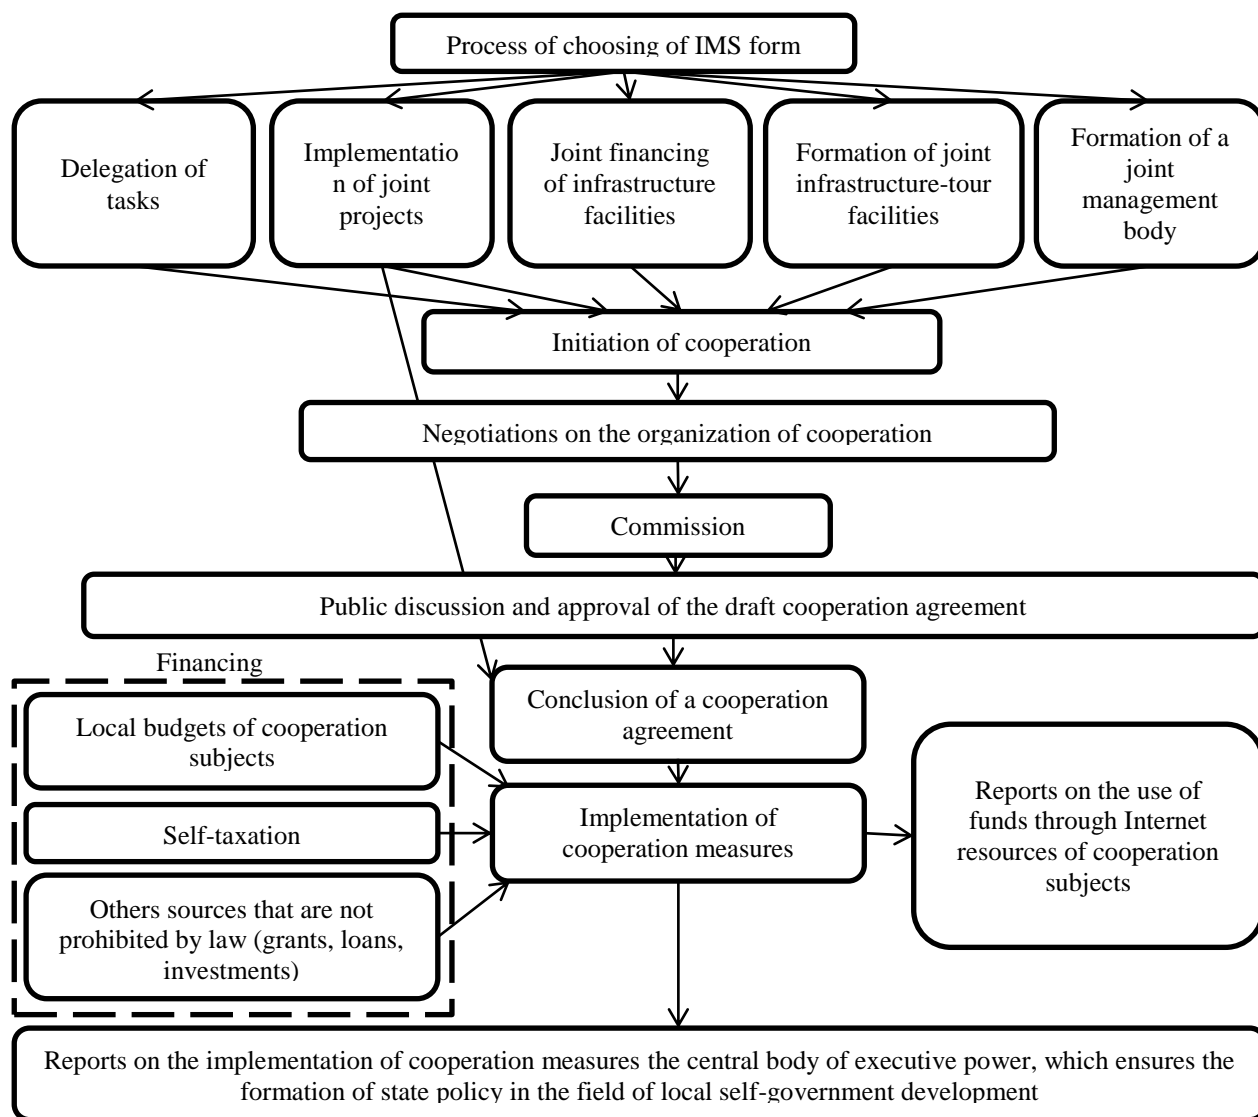 Process of choosing of IMS form
Delegation of
tasks
Implementatio
n of joint
projects
Joint financing
of infrastructure
facilities
Formation of joint
infrastructure-tour
facilities
Formation of a
joint
management
body
Initiation of cooperation
Negotiations on the organization of cooperation
Commission
Public discussion and approval of the draft cooperation agreement
Financing
Local budgets of cooperation
subjects
Self-taxation
Others sources that are not
prohibited by law (grants, loans,
investments)
Conclusion of a cooperation
agreement
Implementation of
cooperation measures
Reports on the use of
funds through Internet
resources of cooperation
subjects
Reports on the implementation of cooperation measures the central body of executive power, which ensures the
formation of state policy in the field of local self-government development